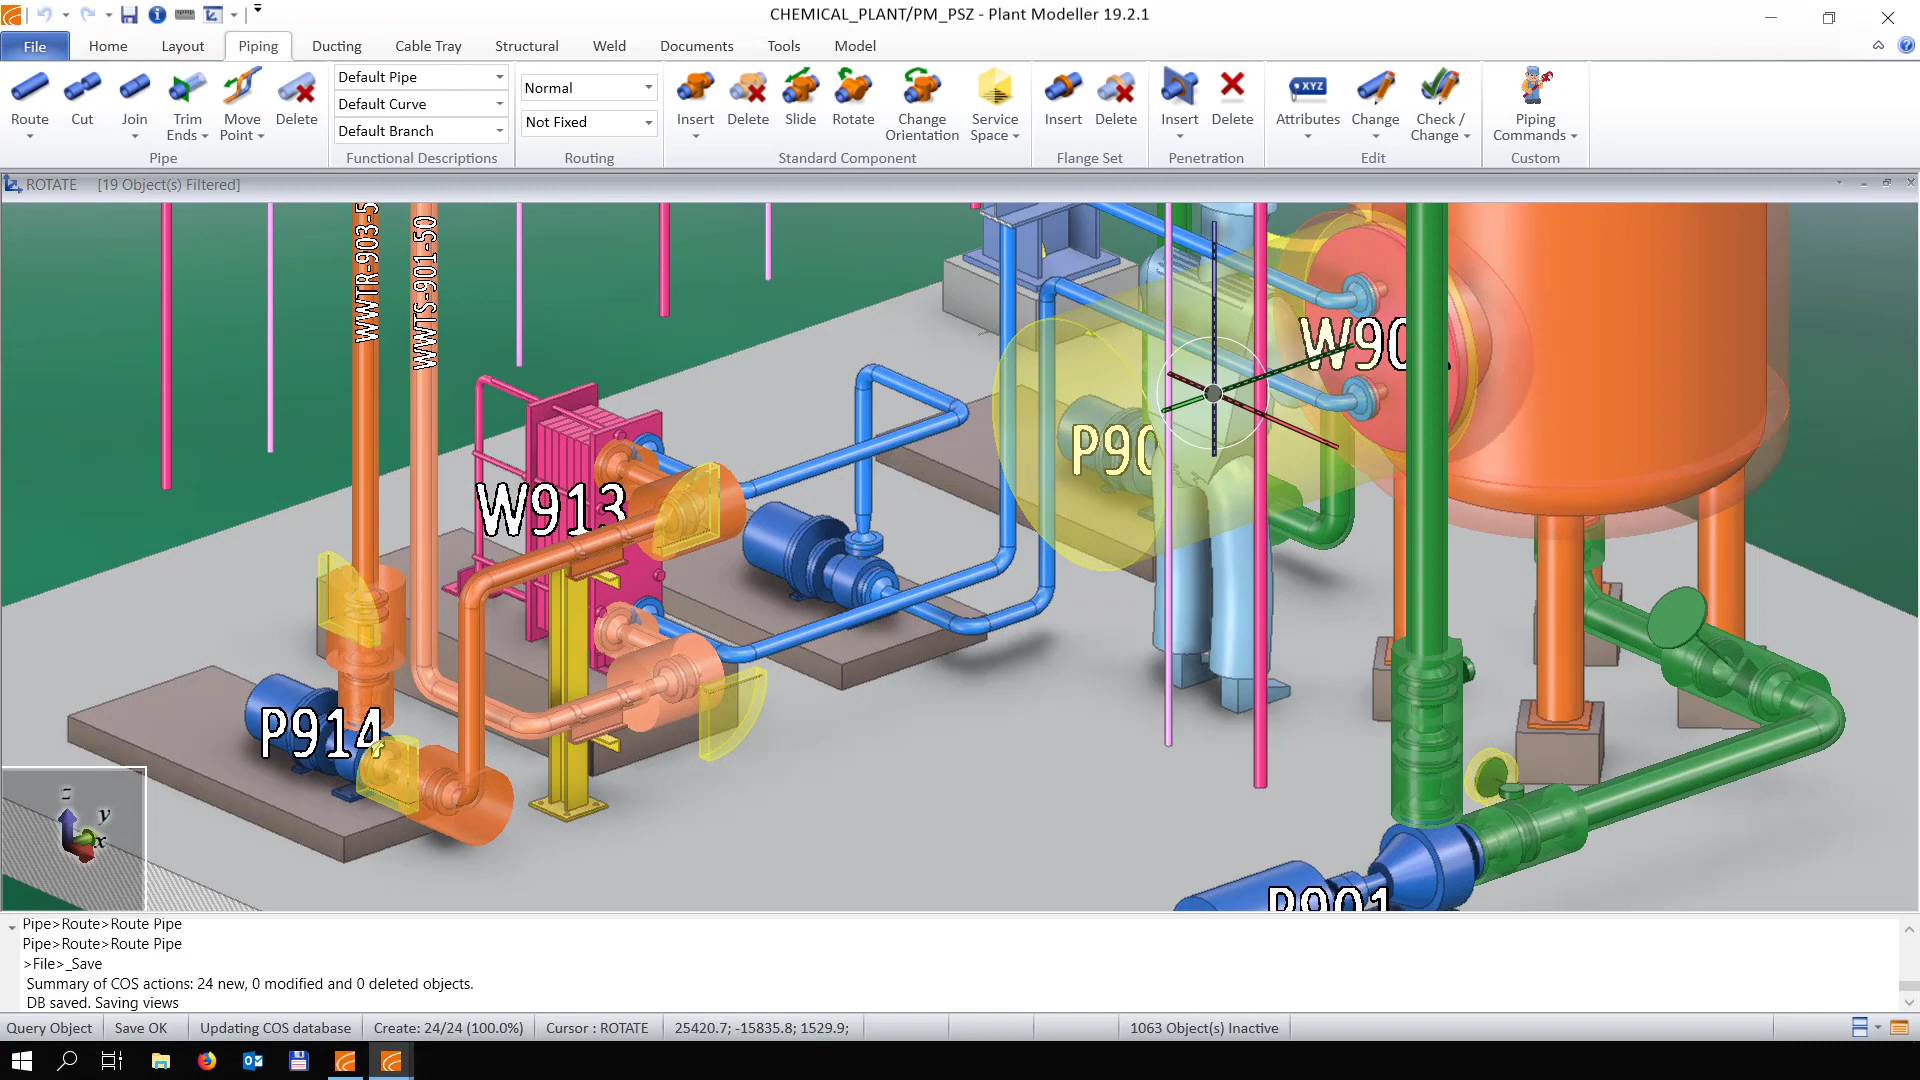 CHEMICAL_PLANT/PM_PSZ - Plant Modeller 19.2.1
File Home Layout Piping Ducting Cable Tray Structural Weld Documents Tools Model
Route Cut Join Trim Ends Move Point Delete
Pipe
Default Pipe
Default Curve
Default Branch
Functional Descriptions
Normal
Not Fixed
Routing
Insert Delete Slide Rotate Change Orientation Service Space
Standard Component
Insert Delete
Flange Set
Insert Delete
Penetration
XYZ
Attributes Change Check / Change
Edit
Piping Commands
Custom
ROTATE [19 Object(s) Filtered]
WWTR-903-5
WWTS-901-50
W913
P914
P90
W90
P901
z
y
x
Pipe>Route>Route Pipe
Pipe>Route>Route Pipe
>File>_Save
Summary of COS actions: 24 new, 0 modified and 0 deleted objects.
DB saved. Saving views
Query Object Save OK Updating COS database Create: 24/24 (100.0%) Cursor : ROTATE 25420.7; -15835.8; 1529.9; 1063 Object(s) Inactive